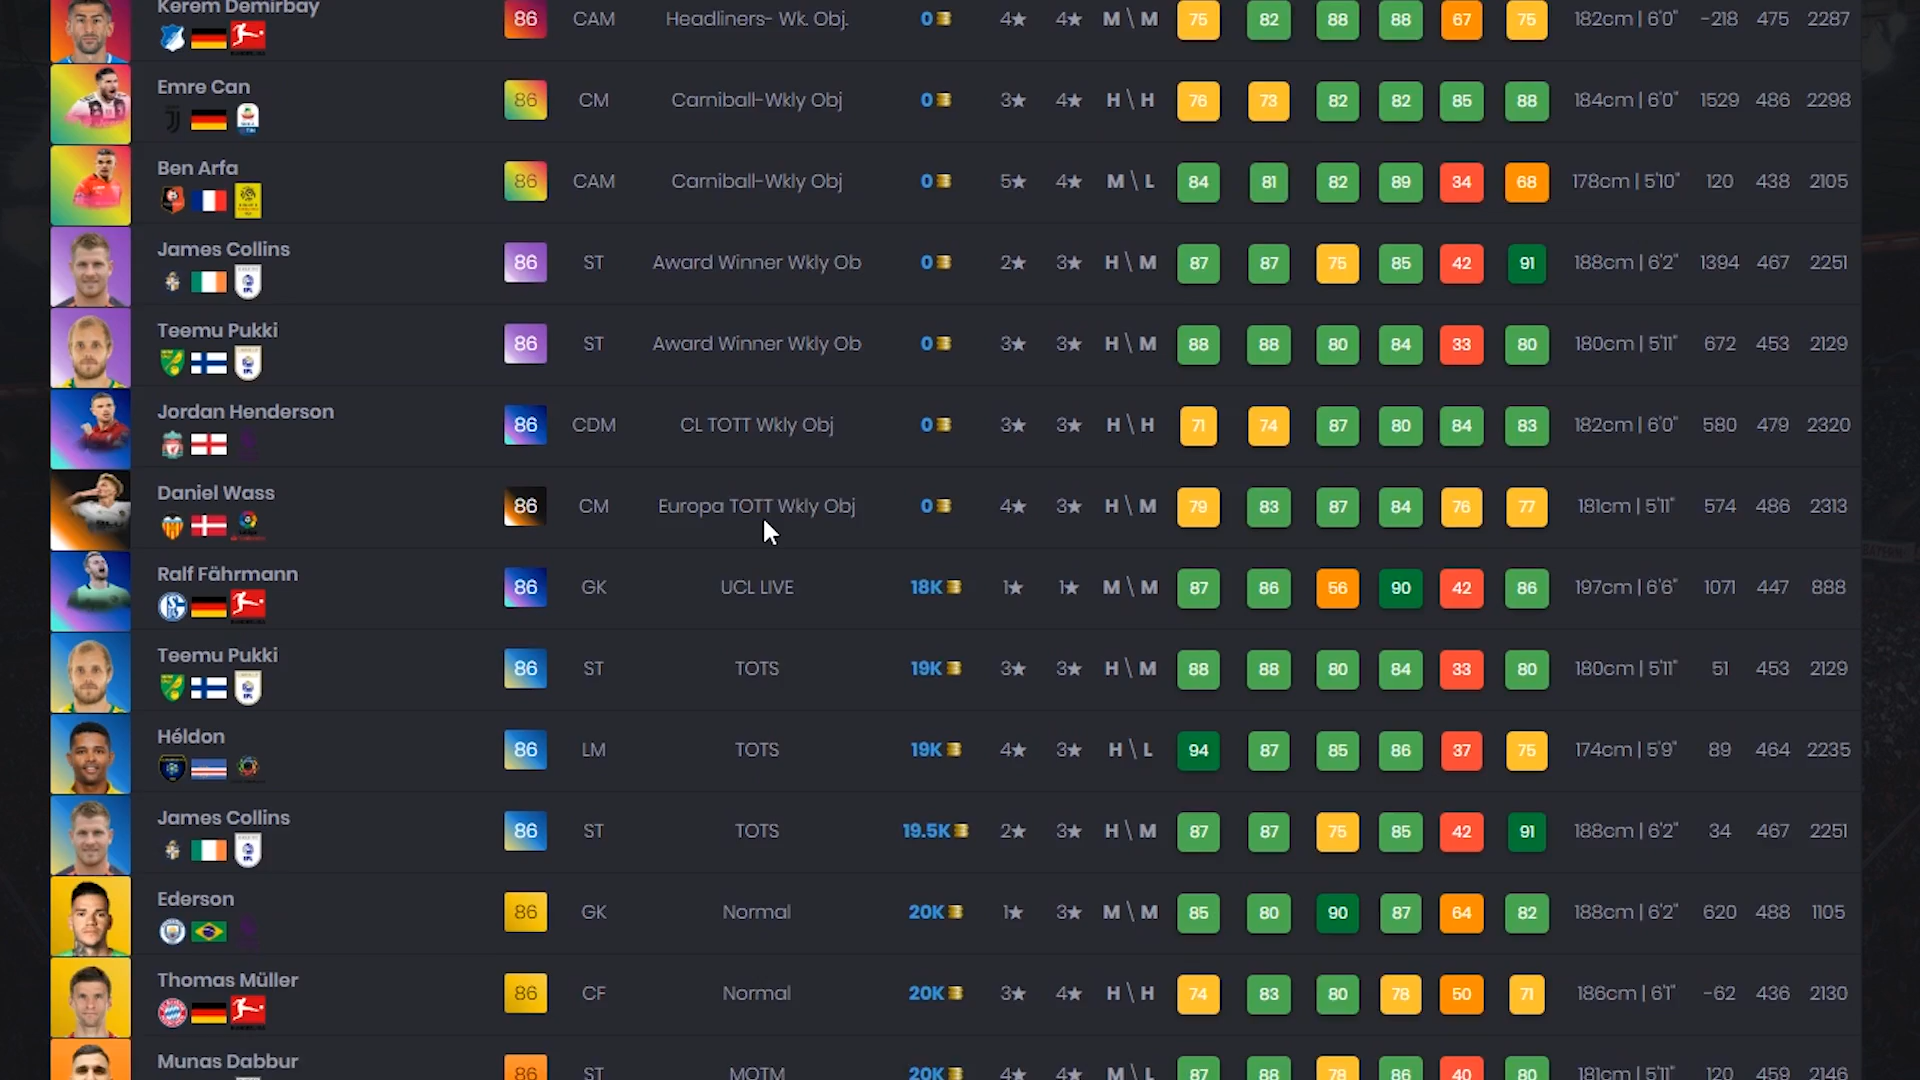 Kerem Demirbay 86 CAM Headliners- Wk. Obj. 0 4★ 4★ M \ M 75 82 88 88 67 75 182cm | 6'0" -218 475 2287
Emre Can 86 CM Carniball-Wkly Obj 0 3★ 4★ H \ H 76 73 82 82 85 88 184cm | 6'0" 1529 486 2298
Ben Arfa 86 CAM Carniball-Wkly Obj 0 5★ 4★ M \ L 84 81 82 89 34 68 178cm | 5'10" 120 438 2105
James Collins 86 ST Award Winner Wkly Ob 0 2★ 3★ H \ M 87 87 75 85 42 91 188cm | 6'2" 1394 467 2251
Teemu Pukki 86 ST Award Winner Wkly Ob 0 3★ 3★ H \ M 88 88 80 84 33 80 180cm | 5'11" 672 453 2129
Jordan Henderson 86 CDM CL TOTT Wkly Obj 0 3★ 3★ H \ H 71 74 87 80 84 83 182cm | 6'0" 580 479 2320
Daniel Wass 86 CM Europa TOTT Wkly Obj 0 4★ 3★ H \ M 79 83 87 84 76 77 181cm | 5'11" 574 486 2313
Ralf Fährmann 86 GK UCL LIVE 18K 1★ 1★ M \ M 87 86 56 90 42 86 197cm | 6'6" 1071 447 888
Teemu Pukki 86 ST TOTS 19K 3★ 3★ H \ M 88 88 80 84 33 80 180cm | 5'11" 51 453 2129
Héldon 86 LM TOTS 19K 4★ 3★ H \ L 94 87 85 86 37 75 174cm | 5'9" 89 464 2235
James Collins 86 ST TOTS 19.5K 2★ 3★ H \ M 87 87 75 85 42 91 188cm | 6'2" 34 467 2251
Ederson 86 GK Normal 20K 1★ 3★ M \ M 85 80 90 87 64 82 188cm | 6'2" 620 488 1105
Thomas Müller 86 CF Normal 20K 3★ 4★ H \ H 74 83 80 78 50 71 186cm | 6'1" -62 436 2130
Munas Dabbur 86 ST MOTM 20K 4★ 4★ M \ L 87 88 78 86 40 80 181cm | 5'11" 120 459 2146